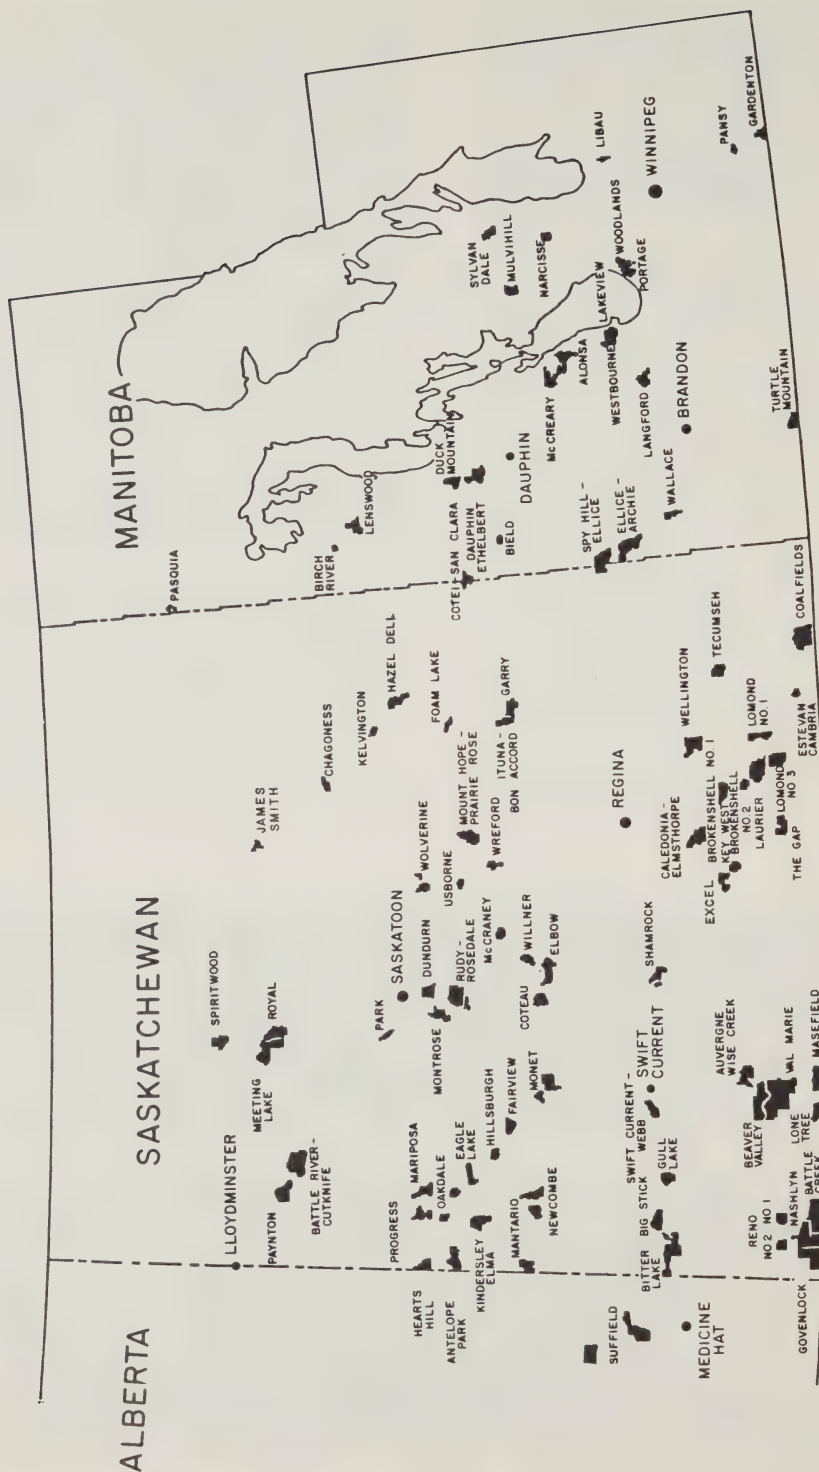 ALBERTA
SASKATCHEWAN
MANITOBA
PASQUIA
BIRCH
RIVER
LENSWOOD
DUCK
MOUNTAIN
COTE - SAN CLARA
DAUPHIN
ETHELBERT
BIELD
DAUPHIN
SYLVAN
DALE
MULVIHILL
NARCISSE
McCREARY
ALONSA
LAKEVIEW
WESTBOURNE
WOODLANDS
PORTAGE
LIBAU
WINNIPEG
PANSY
GARDENTON
SPY HILL-
ELLICE
ELLICE-
ARCHIE
LANGFORD
WALLACE
BRANDON
TURTLE
MOUNTAIN
SPIRITWOOD
ROYAL
MEETING
LAKE
LLOYDMINSTER
PAYNTON
BATTLE RIVER-
CUTKNIFE
JAMES
SMITH
CHAGONESS
KELVINGTON
HAZEL DELL
FOAM LAKE
PARK
SASKATOON
WOLVERINE
DUNDURN
USBORNE
MOUNT HOPE-
PRAIRIE ROSE
MONTROSE
RUDY-
ROSEDALE
WREFORD
ITUNA-
BON ACCORD
GARRY
McCRANEY
WILLNER
COTEAU
ELBOW
PROGRESS
MARIPOSA
OAKDALE
EAGLE
LAKE
HILLSBURGH
FAIRVIEW
MONET
HEARTS
HILL
ANTELOPE
PARK
KINDERSLEY
ELMA
MANTARIO
NEWCOMBE
REGINA
SHAMROCK
CALEDONIA-
ELMSTHORPE
WELLINGTON
TECUMSEH
SWIFT CURRENT-
WEBB
SWIFT
CURRENT
BITTER
LAKE
BIG STICK
GULL
LAKE
SUFFIELD
MEDICINE
HAT
EXCEL
BROKENSHELL NO. 1
KEY WEST
BROKENSHELL
NO. 2
LAURIER
LOMOND
NO. 1
LOMOND
NO 3
THE GAP
ESTEVAN
CAMBRIA
COALFIELDS
AUVERGNE
WISE CREEK
BEAVER
VALLEY
VAL MARIE
RENO
NO 2 NO 1
NASHLYN
LONE
TREE
BATTLE
CREEK
MASEFIELD
GOVENLOCK